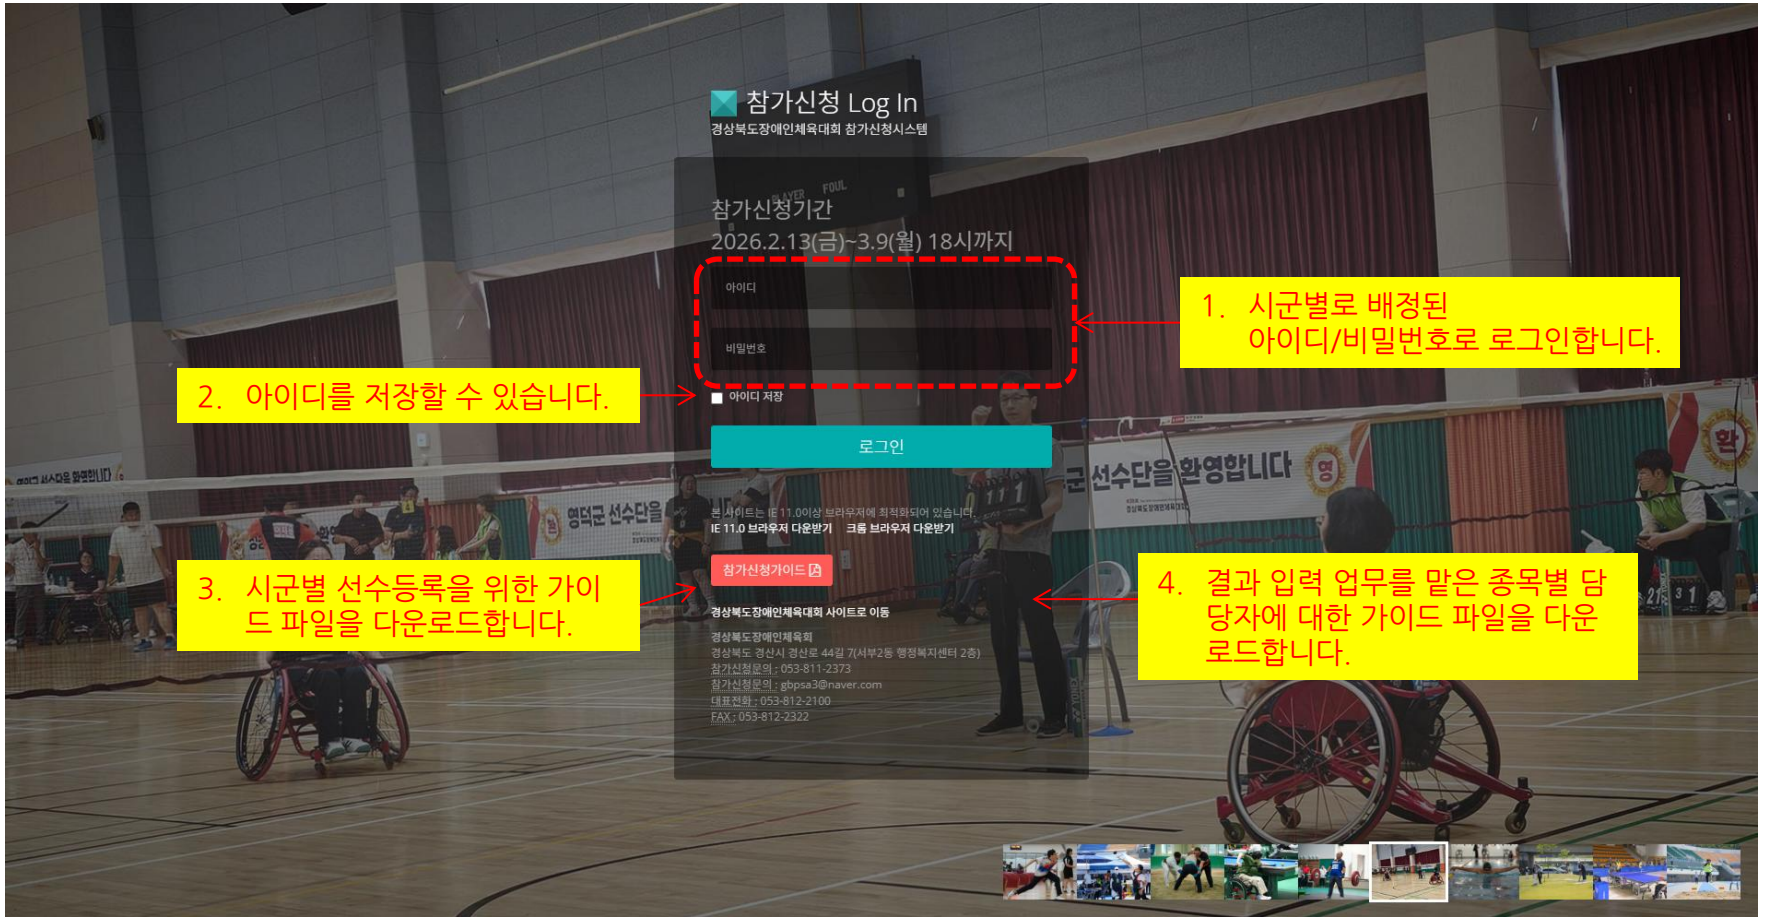 참가신청 Log In
경상북도장애인체육대회 참가신청시스템
PLAYER FOUL
참가신청기간
2026.2.13(금)~3.9(월) 18시까지
아이디
비밀번호
1. 시군별로 배정된
아이디/비밀번호로 로그인합니다.
2. 아이디를 저장할 수 있습니다.
아이디 저장
로그인
군 선수단을 환영합니다
영
환
영덕군 선수단을
본 사이트는 IE 11.0이상 브라우저에 최적화되어 있습니다.
IE 11.0 브라우저 다운받기 크롬 브라우저 다운받기
참가신청가이드
3. 시군별 선수등록을 위한 가이
드 파일을 다운로드합니다.
4. 결과 입력 업무를 맡은 종목별 담
당자에 대한 가이드 파일을 다운
로드합니다.
경상북도장애인체육대회 사이트로 이동
경상북도장애인체육회
경상북도 경산시 경산로 44길 7(서부2동 행정복지센터 2층)
참가신청문의 : 053-811-2373
참가신청문의 : gbpsa3@naver.com
대표전화 : 053-812-2100
FAX : 053-812-2322
YONEX